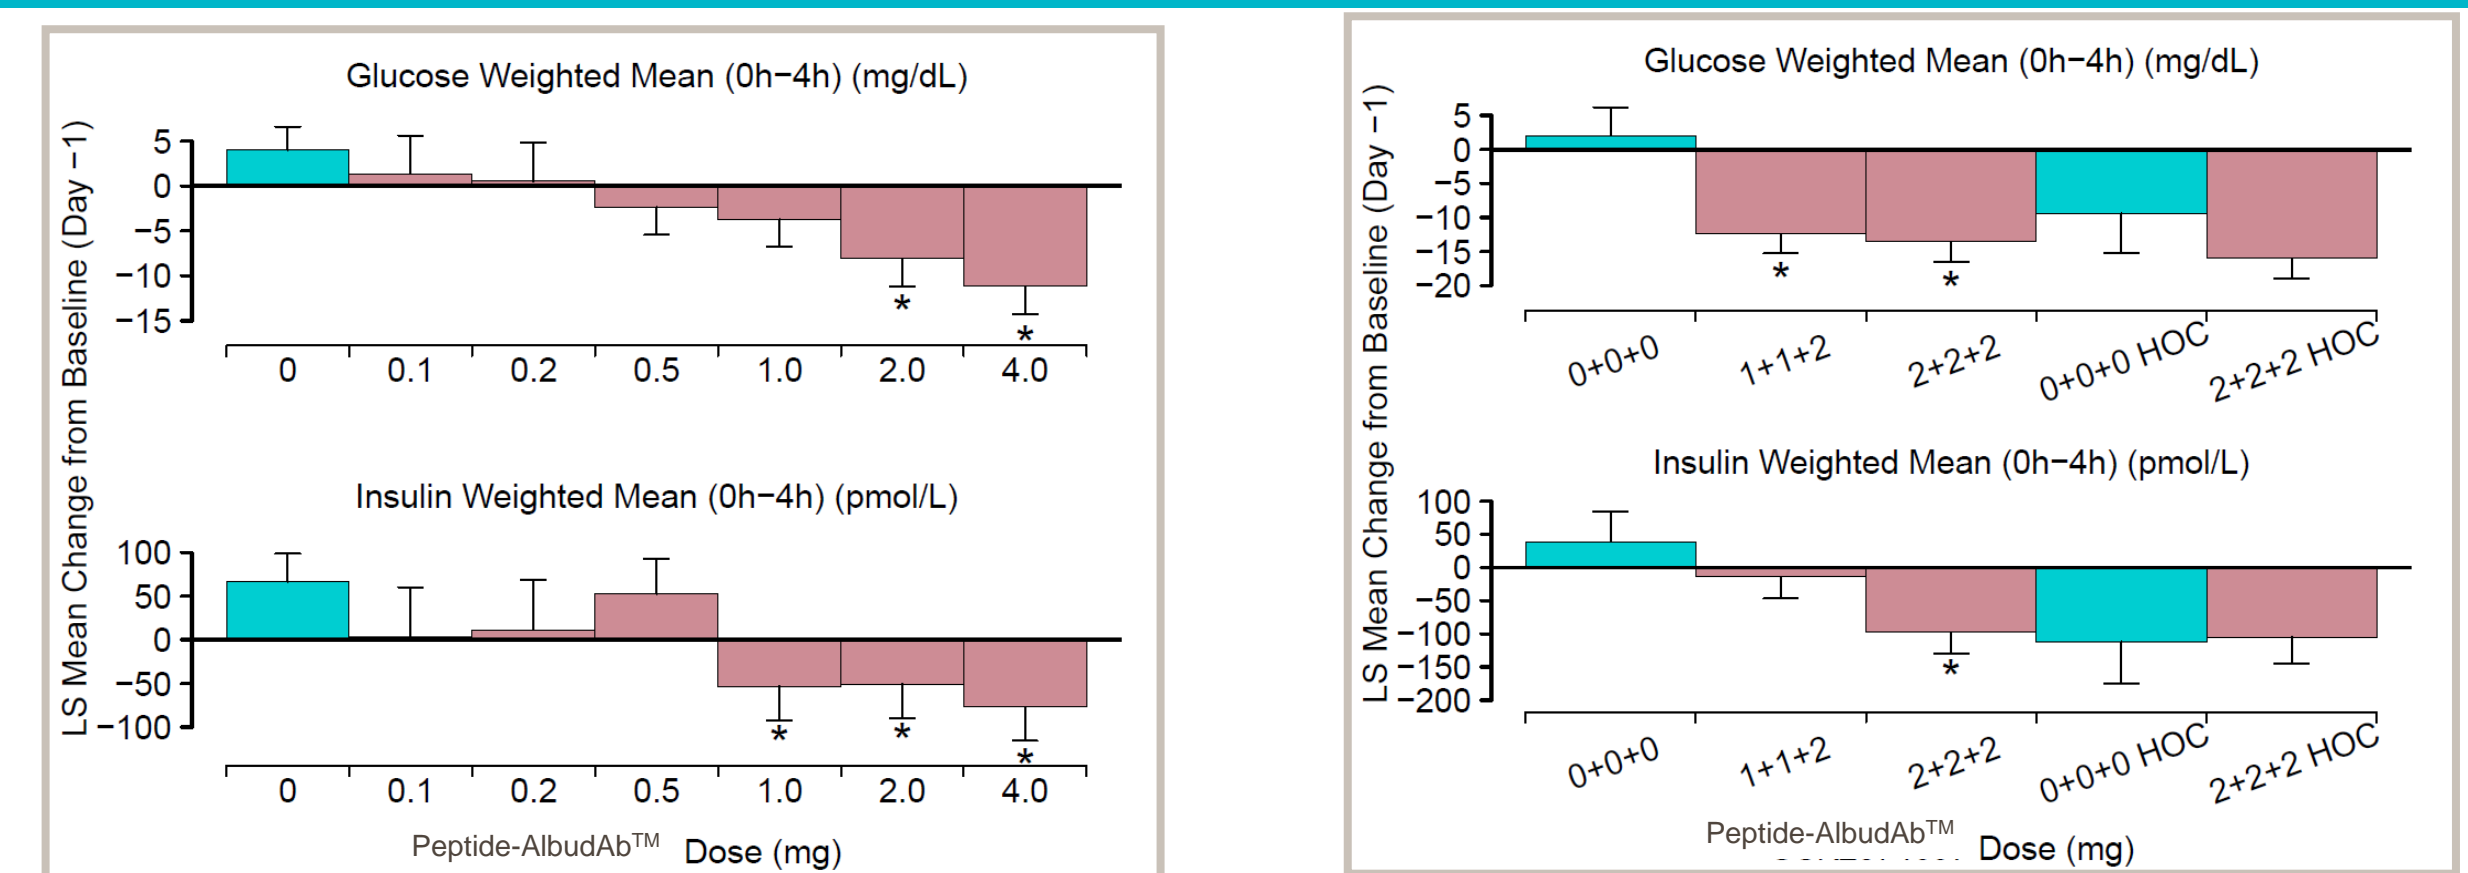 Glucose Weighted Mean (0h−4h) (mg/dL)
LS Mean Change from Baseline (Day −1)
5
0
−5
−10
−15
*
*
0 0.1 0.2 0.5 1.0 2.0 4.0
Insulin Weighted Mean (0h−4h) (pmol/L)
100
50
0
−50
−100
*
*
*
0 0.1 0.2 0.5 1.0 2.0 4.0
Peptide-AlbudAb™ Dose (mg)
Glucose Weighted Mean (0h−4h) (mg/dL)
LS Mean Change from Baseline (Day −1)
5
0
−5
−10
−15
−20
*
*
0+0+0 1+1+2 2+2+2 0+0+0 HOC 2+2+2 HOC
Insulin Weighted Mean (0h−4h) (pmol/L)
100
50
0
−50
−100
−150
−200
*
0+0+0 1+1+2 2+2+2 0+0+0 HOC 2+2+2 HOC
Peptide-AlbudAb™ Dose (mg)